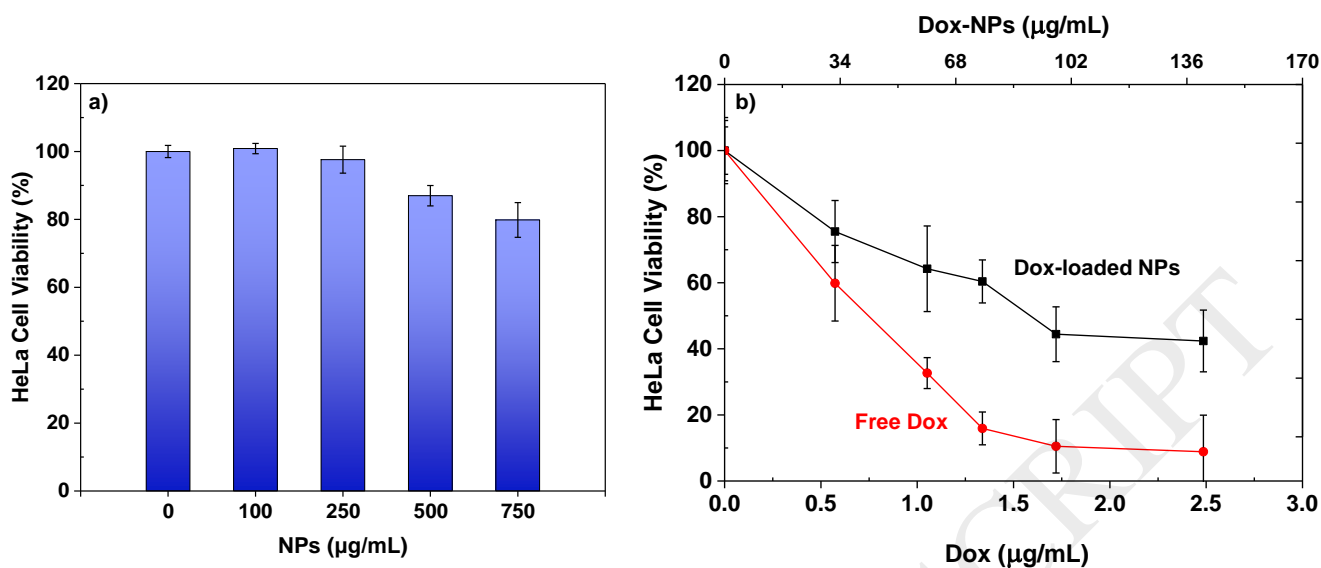 a)
HeLa Cell Viability (%)
120
100
80
60
40
20
0
0 100 250 500 750
NPs (µg/mL)
Dox-NPs (µg/mL)
0 34 68 102 136 170
b)
HeLa Cell Viability (%)
120
100
80
60
40
20
0
Dox-loaded NPs
Free Dox
0.0 0.5 1.0 1.5 2.0 2.5 3.0
Dox (µg/mL)
CRIPT